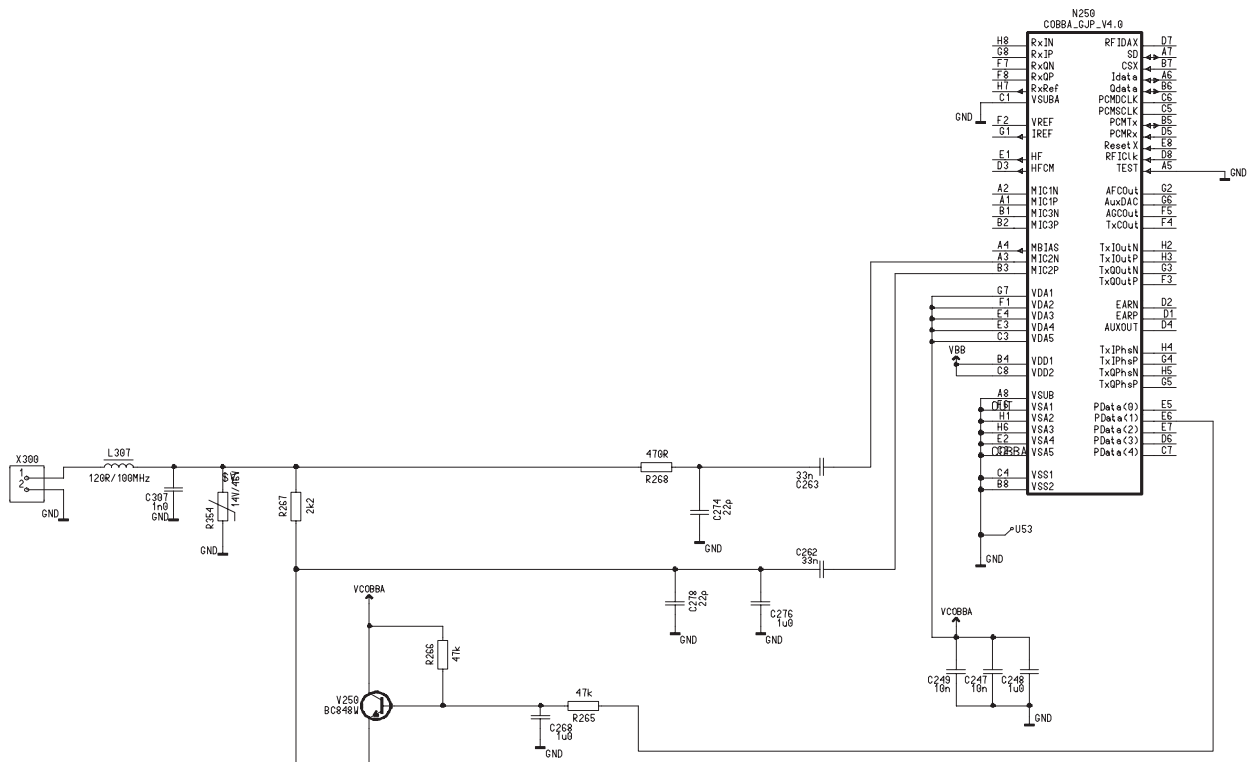 N250
COBBA_GJP_V4.0
H8 RxIN RFIDAX D7
G8 RxIP SD A7
F7 RxQN CSX B7
F8 RxQP Idata A6
H7 RxRef Qdata B6
C1 VSUBA PCMDCLK C6
PCMSCLK C5
GND
F2 VREF PCMTx B5
G1 IREF PCMRx D5
ResetX E8
E1 HF RFIClk D8
D3 HFCM TEST A5
GND
A2 MIC1N AFCOut G2
A1 MIC1P AuxDAC G6
B1 MIC3N AGCOut F5
B2 MIC3P TxCOut F4
A4 MBIAS TxIOutN H2
A3 MIC2N TxIOutP H3
B3 MIC2P TxQOutN G3
TxQOutP F3
G7 VDA1
F1 VDA2 EARN D2
E4 VDA3 EARP D1
E3 VDA4 AUXOUT D4
C3 VDA5
VBB
TxIPhsN H4
B4 VDD1 TxIPhsP G4
C8 VDD2 TxQPhsN H5
TxQPhsP G5
A8 VSUB
VSA1 PData(0) E5
H1 VSA2 PData(1) E6
H6 VSA3 PData(2) E7
E2 VSA4 PData(3) D6
VSA5 PData(4) C7
C4 VSS1
B8 VSS2
U53
GND
X300
1
2
GND
L307
120R/100MHz
C307
1n0
GND
R354
14V/46V
GND
R267
2k2
470R
R268
C274
22p
GND
33n
C263
C262
33n
C278
22p
GND
C276
1u0
GND
VCOBBA
R266
47k
V250
BC848W
47k
R265
C268
1u0
GND
VCOBBA
C249
10n
C247
10n
C248
1u0
GND